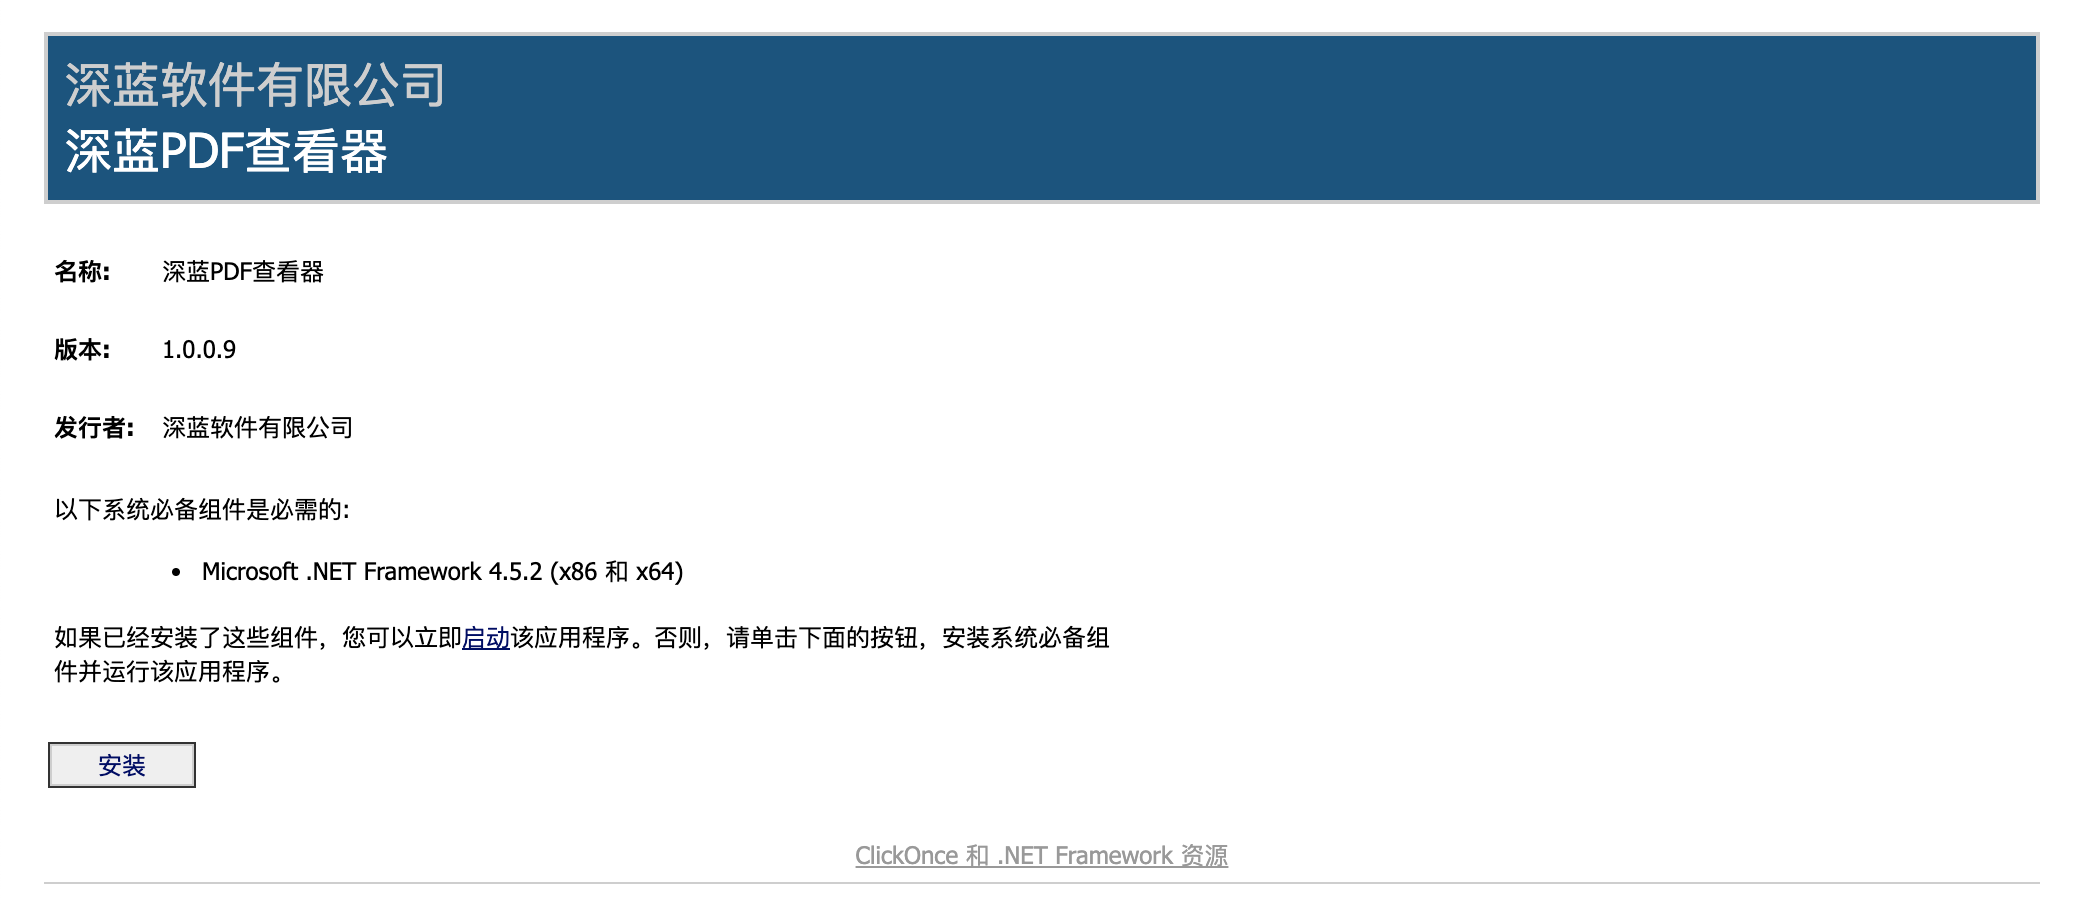 深蓝软件有限公司
深蓝PDF查看器
名称: 深蓝PDF查看器
版本: 1.0.0.9
发行者: 深蓝软件有限公司
以下系统必备组件是必需的:
• Microsoft .NET Framework 4.5.2 (x86 和 x64)
如果已经安装了这些组件，您可以立即启动该应用程序。否则，请单击下面的按钮，安装系统必备组
件并运行该应用程序。
安装
ClickOnce 和 .NET Framework 资源